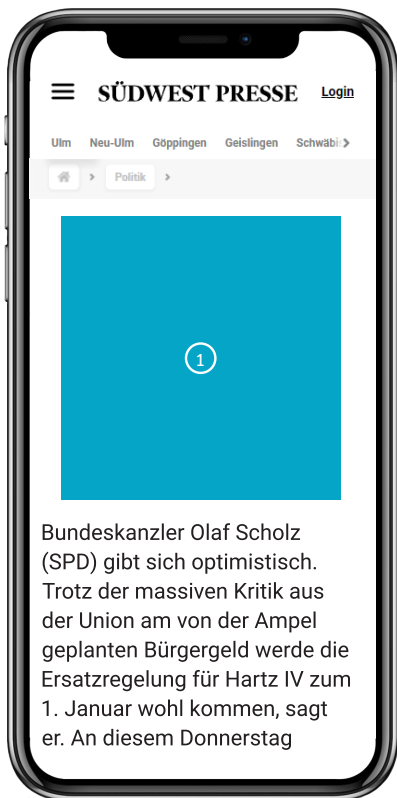 SÜDWEST PRESSE Login
Ulm Neu-Ulm Göppingen Geislingen Schwäbi
Politik
1
Bundeskanzler Olaf Scholz
(SPD) gibt sich optimistisch.
Trotz der massiven Kritik aus
der Union am von der Ampel
geplanten Bürgergeld werde die
Ersatzregelung für Hartz IV zum
1. Januar wohl kommen, sagt
er. An diesem Donnerstag